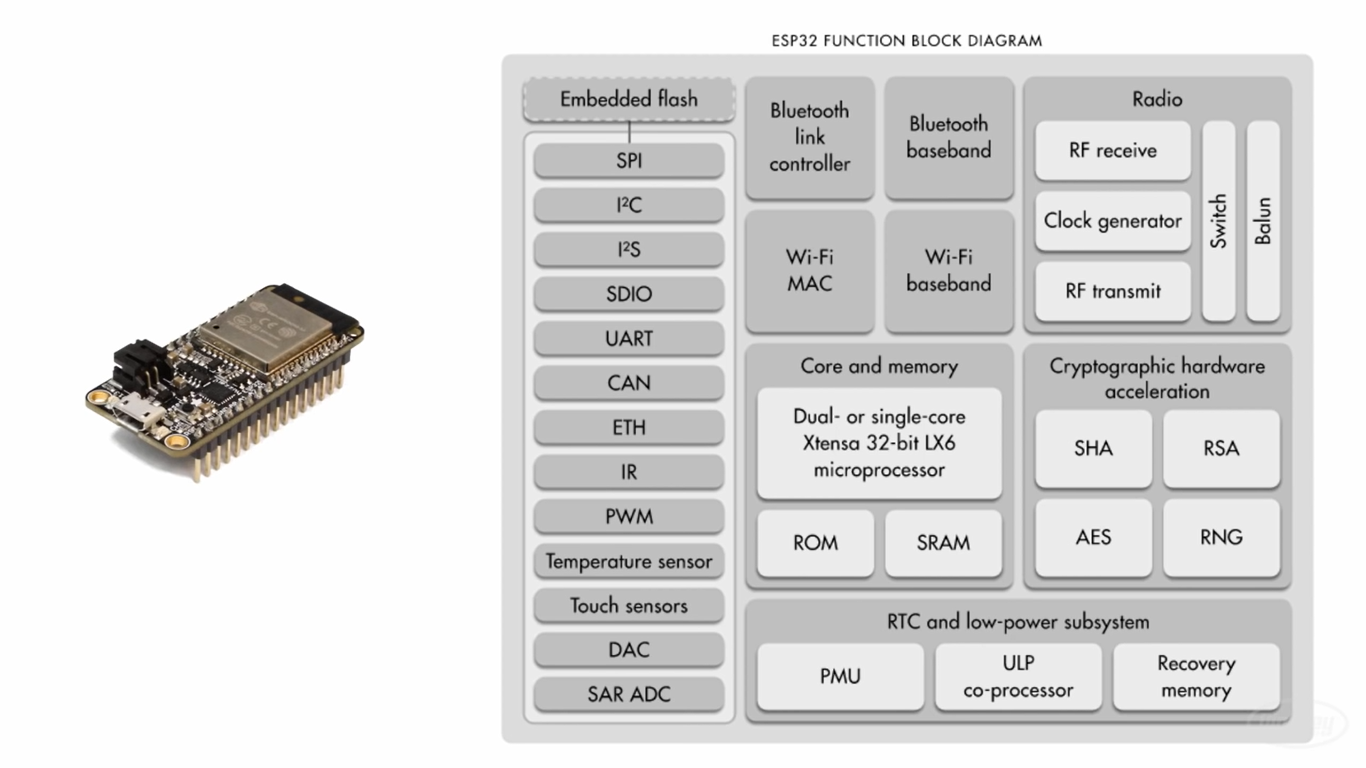 ESP32 FUNCTION BLOCK DIAGRAM
Embedded flash
SPI
I²C
I²S
SDIO
UART
CAN
ETH
IR
PWM
Temperature sensor
Touch sensors
DAC
SAR ADC
Bluetooth
link
controller
Bluetooth
baseband
Wi-Fi
MAC
Wi-Fi
baseband
Radio
RF receive
Clock generator
RF transmit
Switch
Balun
Core and memory
Dual- or single-core
Xtensa 32-bit LX6
microprocessor
ROM
SRAM
Cryptographic hardware
acceleration
SHA
RSA
AES
RNG
RTC and low-power subsystem
PMU
ULP
co-processor
Recovery
memory